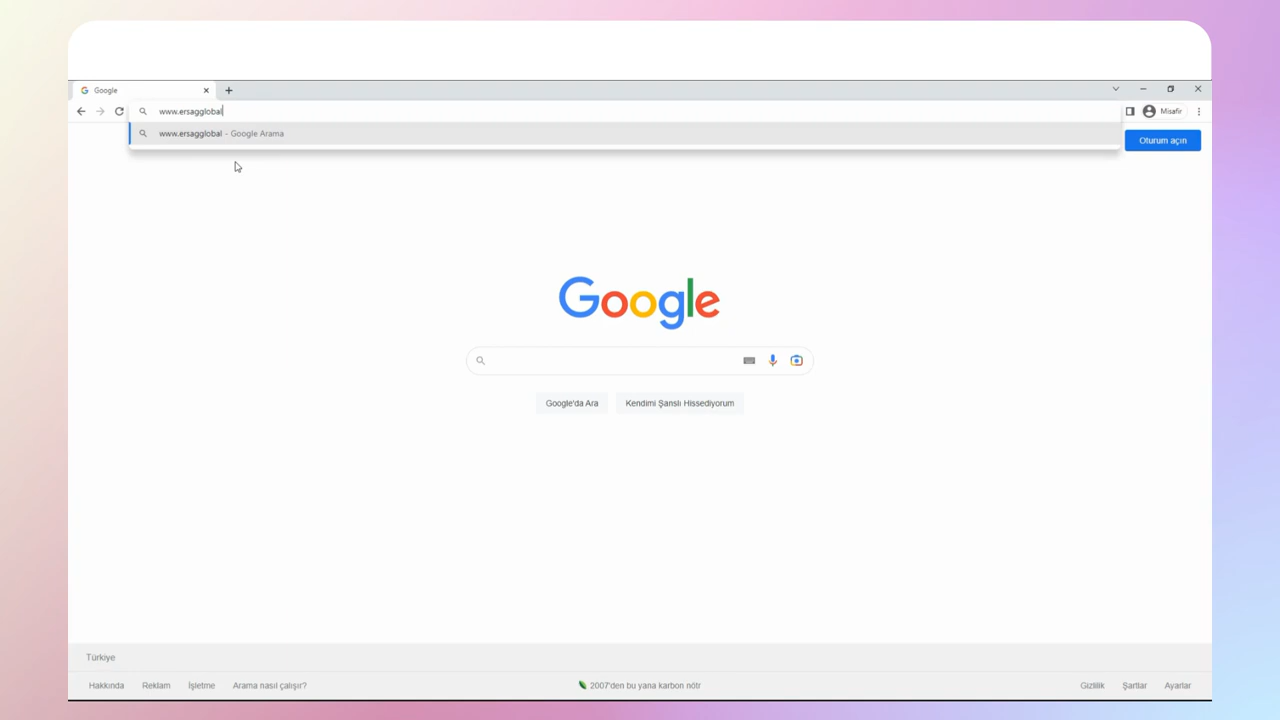 Google
www.ersagglobal
Misafir
www.ersagglobal - Google Arama
Oturum açın
Google
Google'da Ara
Kendimi Şanslı Hissediyorum
Türkiye
Hakkında Reklam İşletme Arama nasıl çalışır? 2007'den bu yana karbon nötr Gizlilik Şartlar Ayarlar